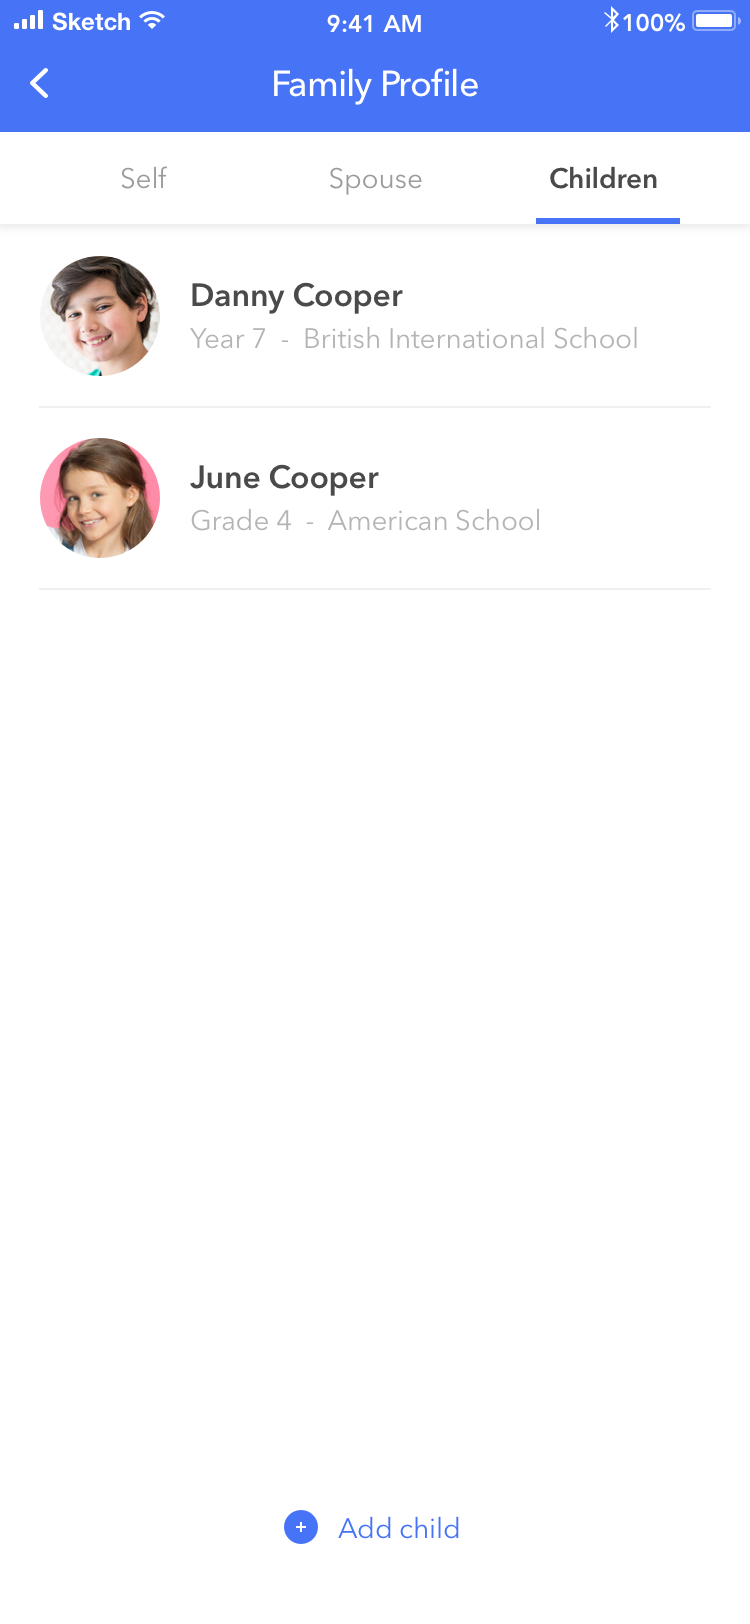 Sketch 9:41 AM 100%
Family Profile
Self Spouse Children
Danny Cooper
Year 7 - British International School
June Cooper
Grade 4 - American School
+ Add child